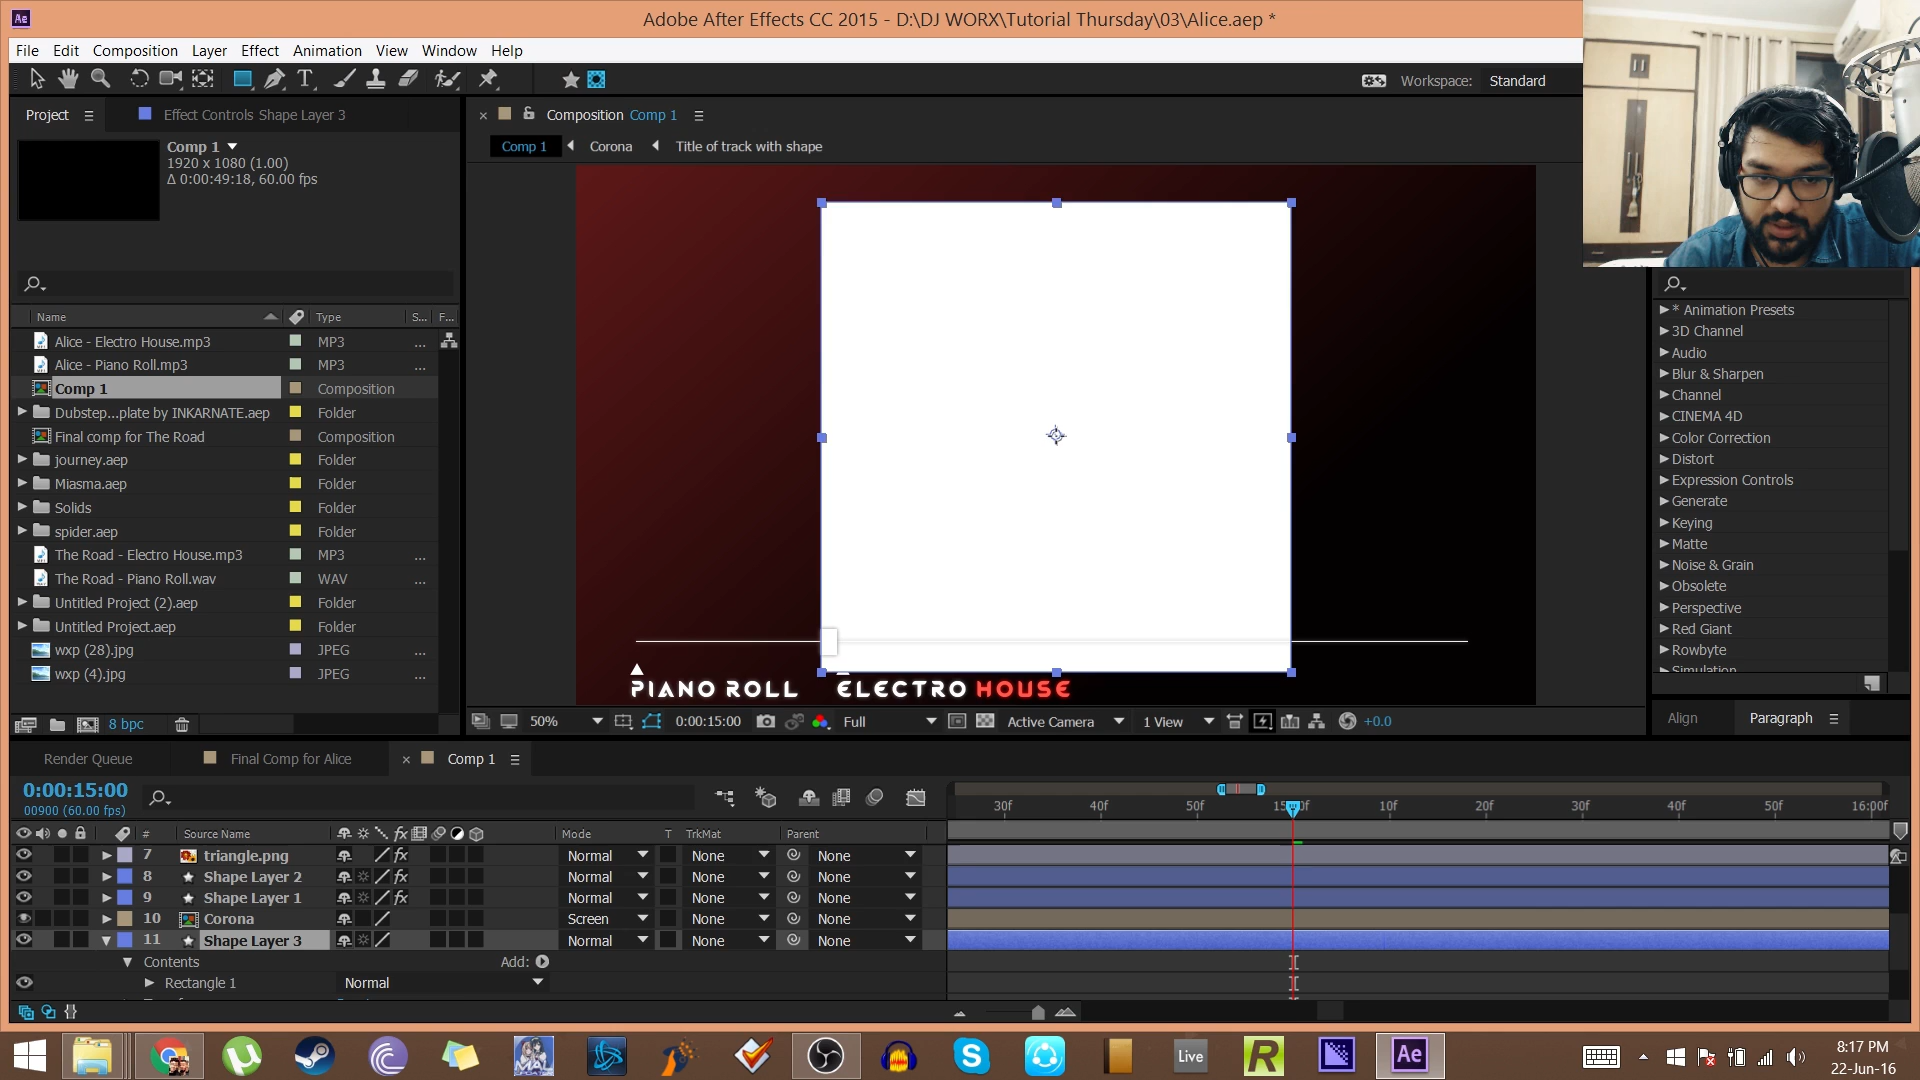 Adobe After Effects CC 2015 - D:\DJ WORX\Tutorial Thursday\03\Alice.aep *
File Edit Composition Layer Effect Animation View Window Help
Workspace: Standard
Project
Effect Controls Shape Layer 3
Composition Comp 1
Comp 1
1920 x 1080 (1.00)
Δ 0:00:49:18, 60.00 fps
Comp 1 Corona Title of track with shape
Name Type S... F...
Alice - Electro House.mp3 MP3 ...
Alice - Piano Roll.mp3 MP3 ...
Comp 1 Composition
Dubstep...plate by INKARNATE.aep Folder
Final comp for The Road Composition
journey.aep Folder
Miasma.aep Folder
Solids Folder
spider.aep Folder
The Road - Electro House.mp3 MP3 ...
The Road - Piano Roll.wav WAV ...
Untitled Project (2).aep Folder
Untitled Project.aep Folder
wxp (28).jpg JPEG ...
wxp (4).jpg JPEG ...
8 bpc
PIANO ROLL ELECTRO HOUSE
50% 0:00:15:00 Full Active Camera 1 View +0.0
* Animation Presets
3D Channel
Audio
Blur & Sharpen
Channel
CINEMA 4D
Color Correction
Distort
Expression Controls
Generate
Keying
Matte
Noise & Grain
Obsolete
Perspective
Red Giant
Rowbyte
Simulation
Align Paragraph
Render Queue Final Comp for Alice Comp 1
0:00:15:00
00900 (60.00 fps)
30f 40f 50f 15:00f 10f 20f 30f 40f 50f 16:00f
# Source Name Mode T TrkMat Parent
7 triangle.png Normal None None
8 Shape Layer 2 Normal None None
9 Shape Layer 1 Normal None None
10 Corona Screen None None
11 Shape Layer 3 Normal None None
Contents Add:
Rectangle 1 Normal
MAL
Live
R
Ae
8:17 PM
22-Jun-16